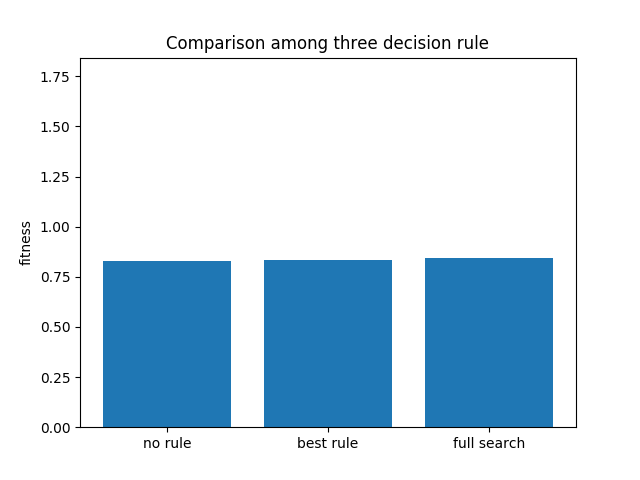 Comparison among three decision rule
1.75
1.50
1.25
1.00
0.75
0.50
0.25
0.00
fitness
no rule
best rule
full search